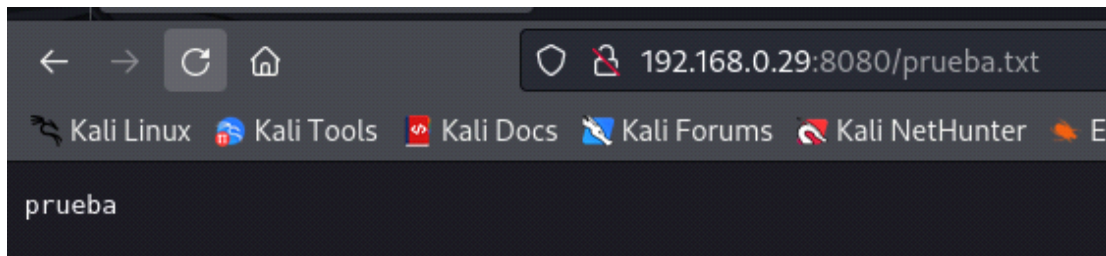 192.168.0.29:8080/prueba.txt
Kali Linux Kali Tools Kali Docs Kali Forums Kali NetHunter E
prueba